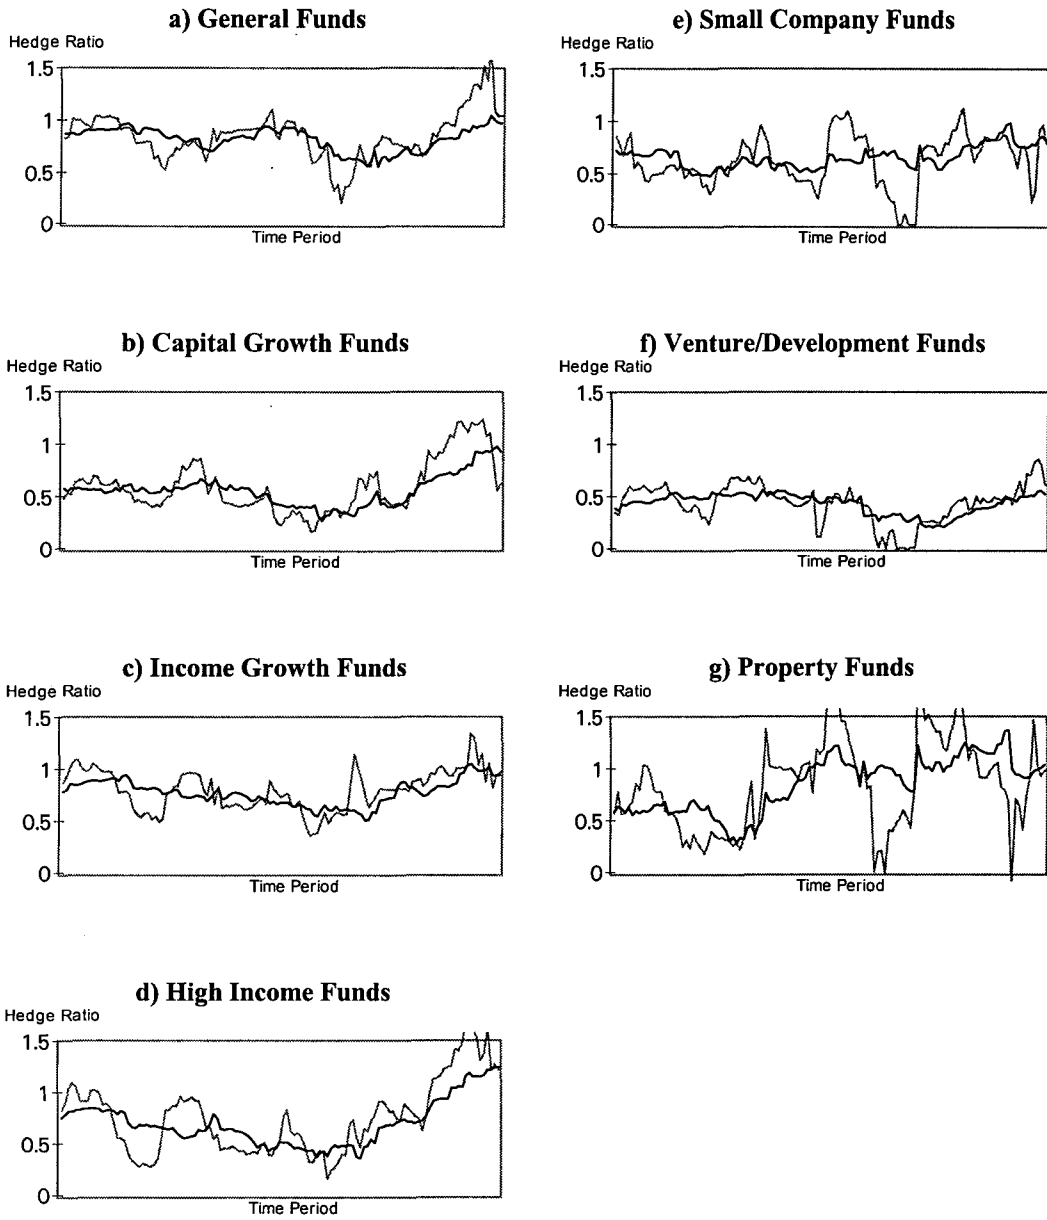 a) General Funds
Hedge Ratio
1.5
1
0.5
0
Time Period
b) Capital Growth Funds
Hedge Ratio
1.5
1
0.5
0
Time Period
c) Income Growth Funds
Hedge Ratio
1.5
1
0.5
0
Time Period
d) High Income Funds
Hedge Ratio
1.5
1
0.5
0
Time Period
e) Small Company Funds
Hedge Ratio
1.5
1
0.5
0
Time Period
f) Venture/Development Funds
Hedge Ratio
1.5
1
0.5
0
Time Period
g) Property Funds
Hedge Ratio
1.5
1
0.5
0
Time Period